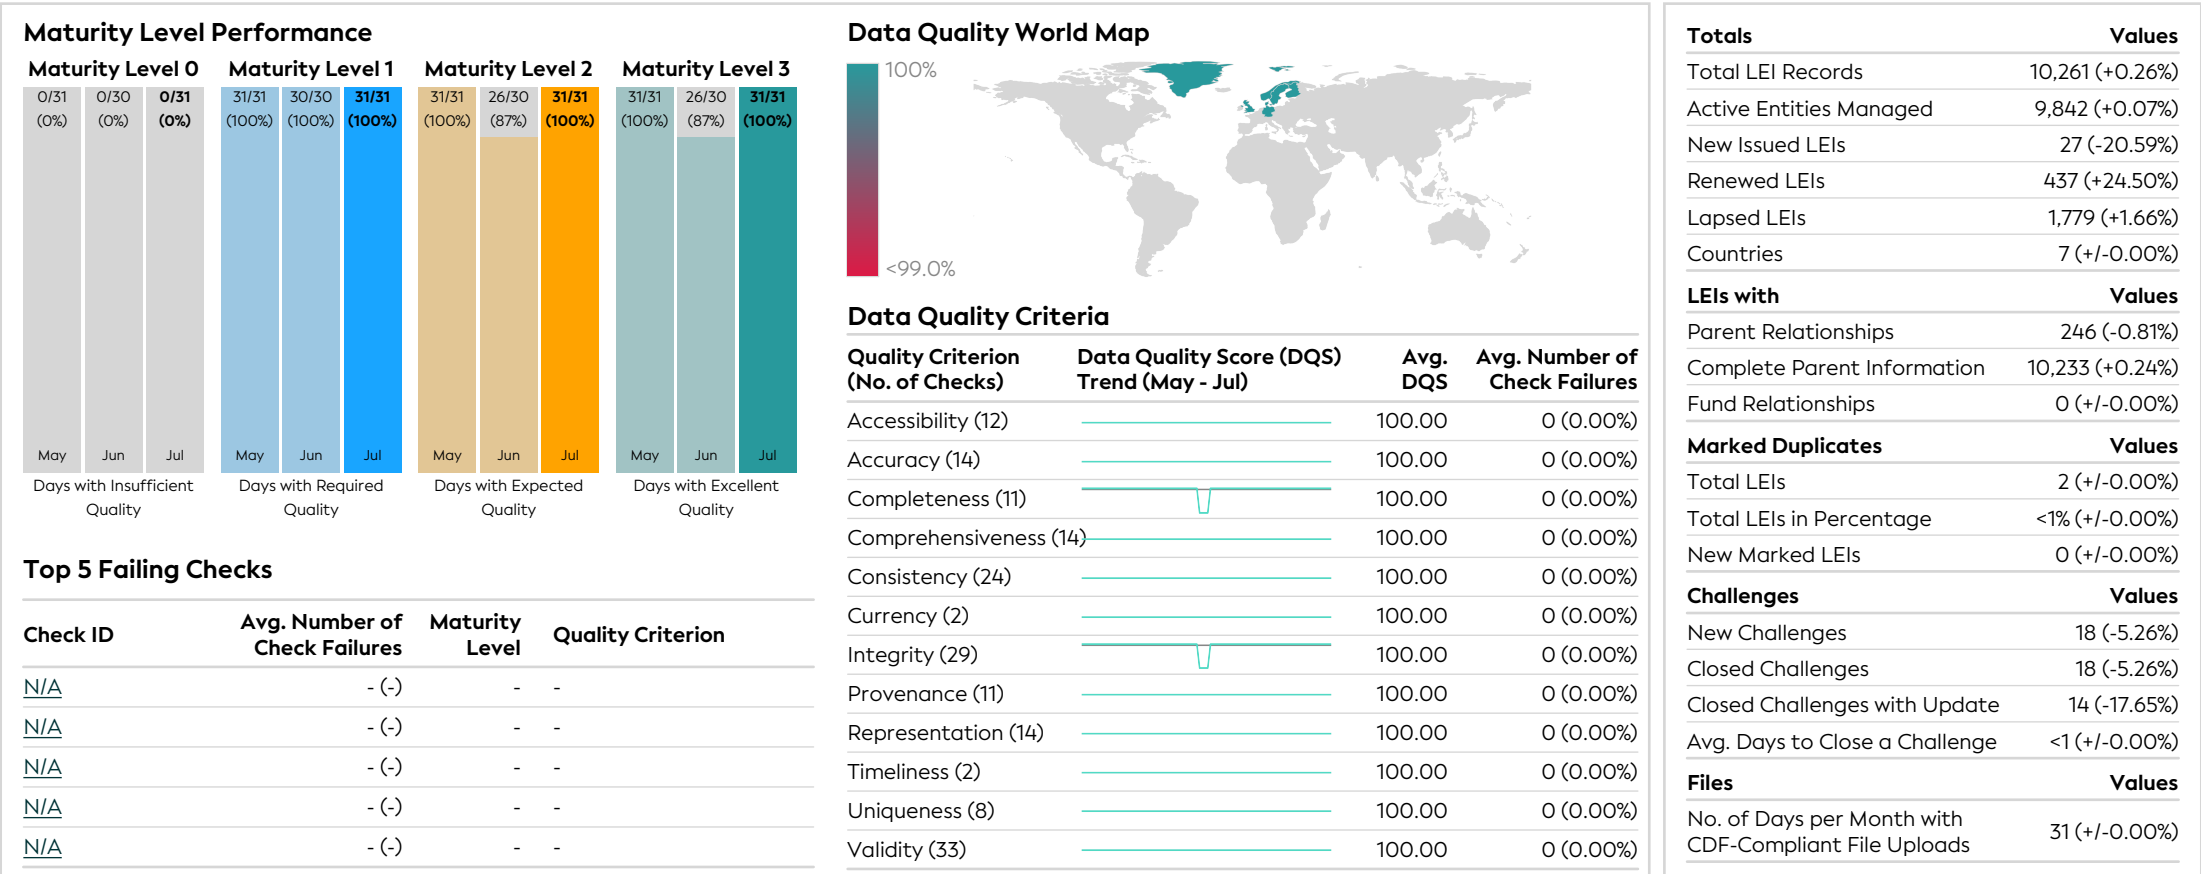 Maturity Level Performance
Maturity Level 0 Maturity Level 1 Maturity Level 2 Maturity Level 3
0/31 0/30 0/31 31/31 30/30 31/31 31/31 26/30 31/31 31/31 26/30 31/31
(0%) (0%) (0%) (100%) (100%) (100%) (100%) (87%) (100%) (100%) (87%) (100%)
May Jun Jul May Jun Jul May Jun Jul May Jun Jul
Days with Insufficient Days with Required Days with Expected Days with Excellent
Quality Quality Quality Quality
Top 5 Failing Checks
Check ID Avg. Number of Check Failures Maturity Level Quality Criterion
N/A - (-) - -
N/A - (-) - -
N/A - (-) - -
N/A - (-) - -
N/A - (-) - -
Data Quality World Map
100%
<99.0%
Data Quality Criteria
Quality Criterion Data Quality Score (DQS) Avg. Avg. Number of
(No. of Checks) Trend (May - Jul) DQS Check Failures
Accessibility (12) 100.00 0 (0.00%)
Accuracy (14) 100.00 0 (0.00%)
Completeness (11) 100.00 0 (0.00%)
Comprehensiveness (14) 100.00 0 (0.00%)
Consistency (24) 100.00 0 (0.00%)
Currency (2) 100.00 0 (0.00%)
Integrity (29) 100.00 0 (0.00%)
Provenance (11) 100.00 0 (0.00%)
Representation (14) 100.00 0 (0.00%)
Timeliness (2) 100.00 0 (0.00%)
Uniqueness (8) 100.00 0 (0.00%)
Validity (33) 100.00 0 (0.00%)
Totals Values
Total LEI Records 10,261 (+0.26%)
Active Entities Managed 9,842 (+0.07%)
New Issued LEIs 27 (-20.59%)
Renewed LEIs 437 (+24.50%)
Lapsed LEIs 1,779 (+1.66%)
Countries 7 (+/-0.00%)
LEIs with Values
Parent Relationships 246 (-0.81%)
Complete Parent Information 10,233 (+0.24%)
Fund Relationships 0 (+/-0.00%)
Marked Duplicates Values
Total LEIs 2 (+/-0.00%)
Total LEIs in Percentage <1% (+/-0.00%)
New Marked LEIs 0 (+/-0.00%)
Challenges Values
New Challenges 18 (-5.26%)
Closed Challenges 18 (-5.26%)
Closed Challenges with Update 14 (-17.65%)
Avg. Days to Close a Challenge <1 (+/-0.00%)
Files Values
No. of Days per Month with
CDF-Compliant File Uploads 31 (+/-0.00%)